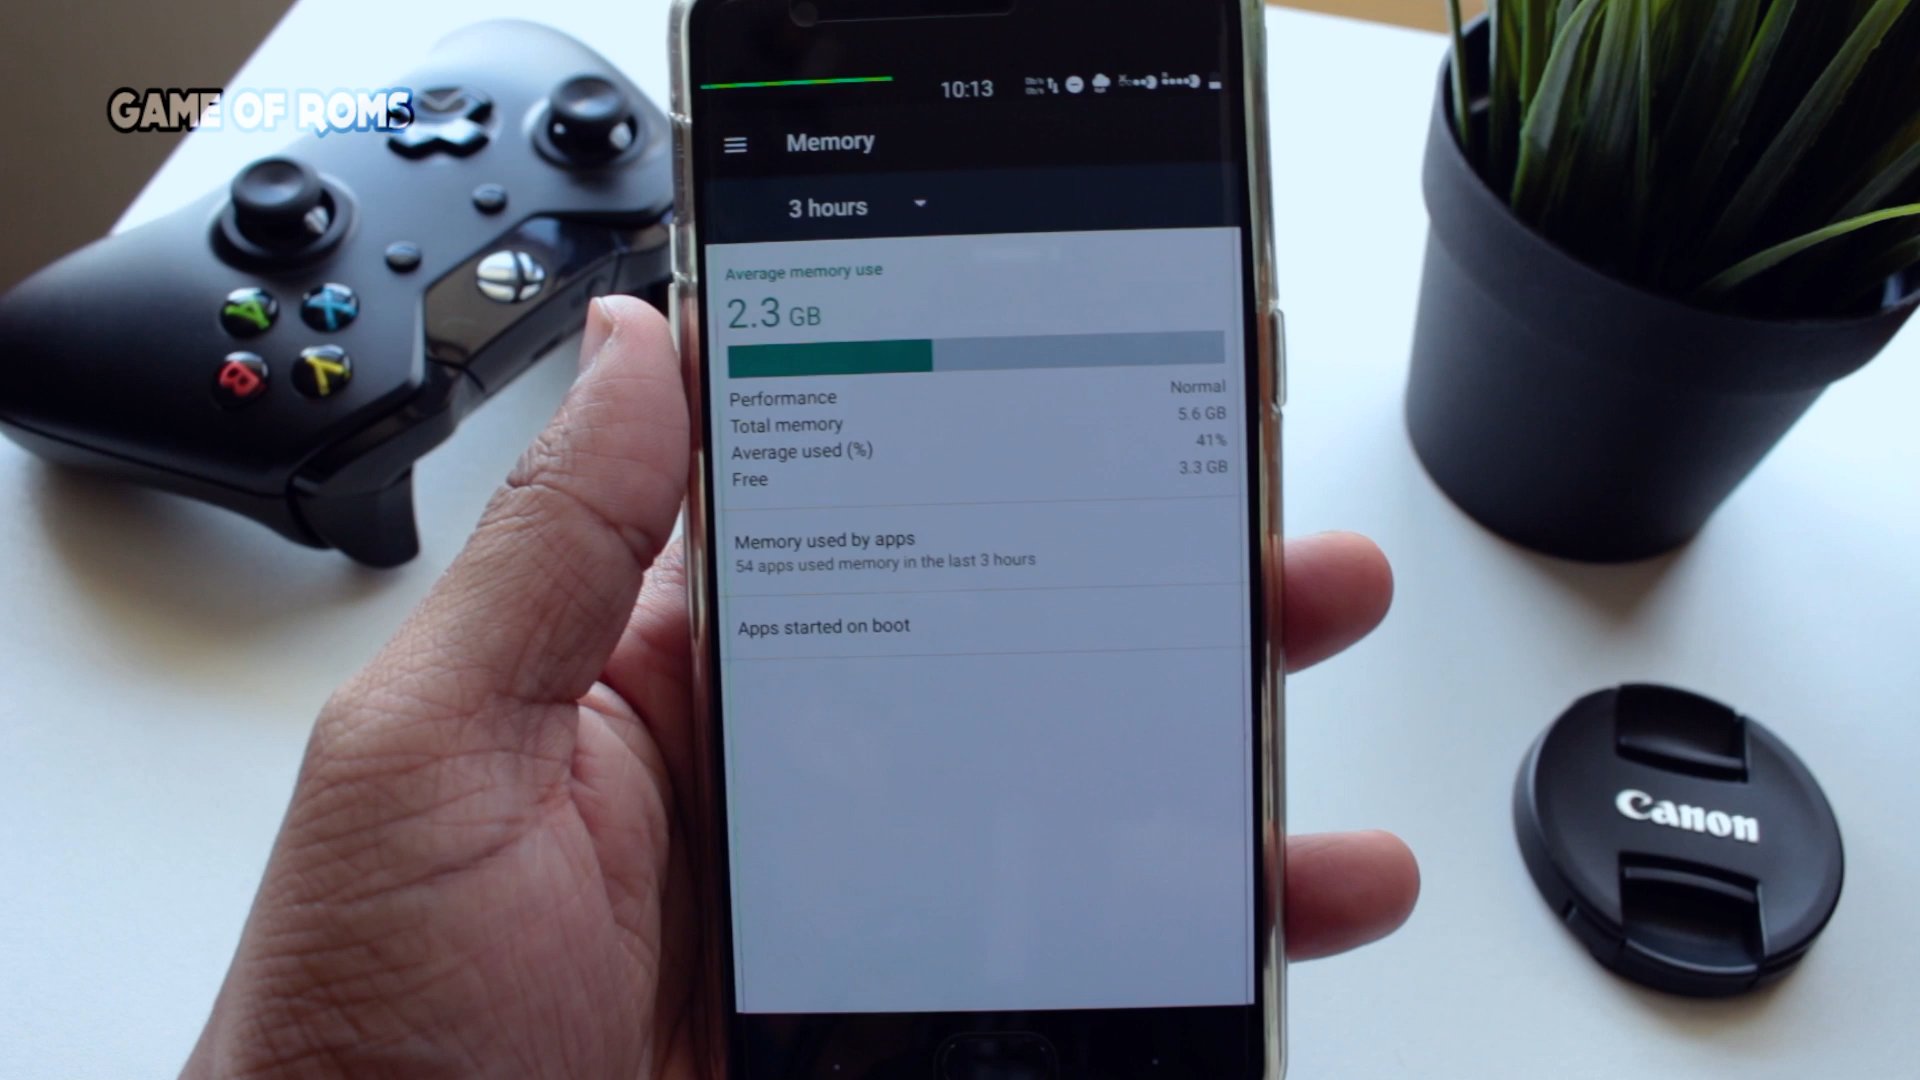 GAME OF ROMS
10:13
Memory
3 hours
Average memory use
2.3 GB
Performance Normal
Total memory 5.6 GB
Average used (%) 41%
Free 3.3 GB
Memory used by apps
54 apps used memory in the last 3 hours
Apps started on boot
A
X
B
Y
Canon